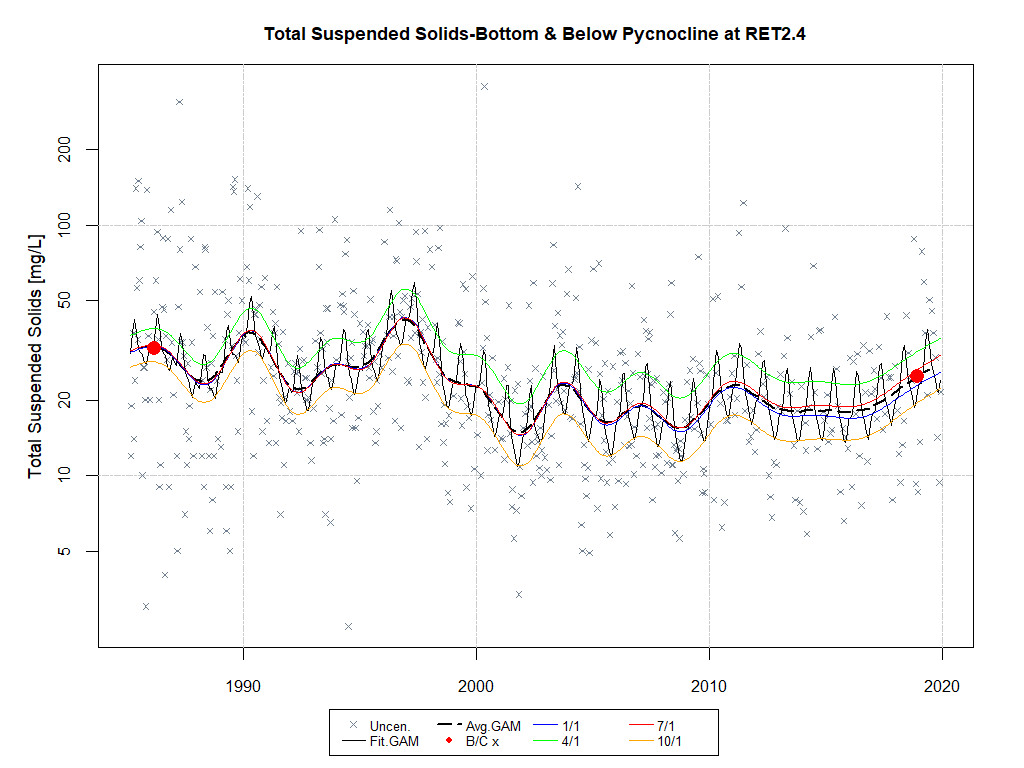 Total Suspended Solids-Bottom & Below Pycnocline at RET2.4
Total Suspended Solids [mg/L]
200
100
50
20
10
5
1990 2000 2010 2020
Uncen. Avg.GAM 1/1 7/1
Fit.GAM B/C x 4/1 10/1